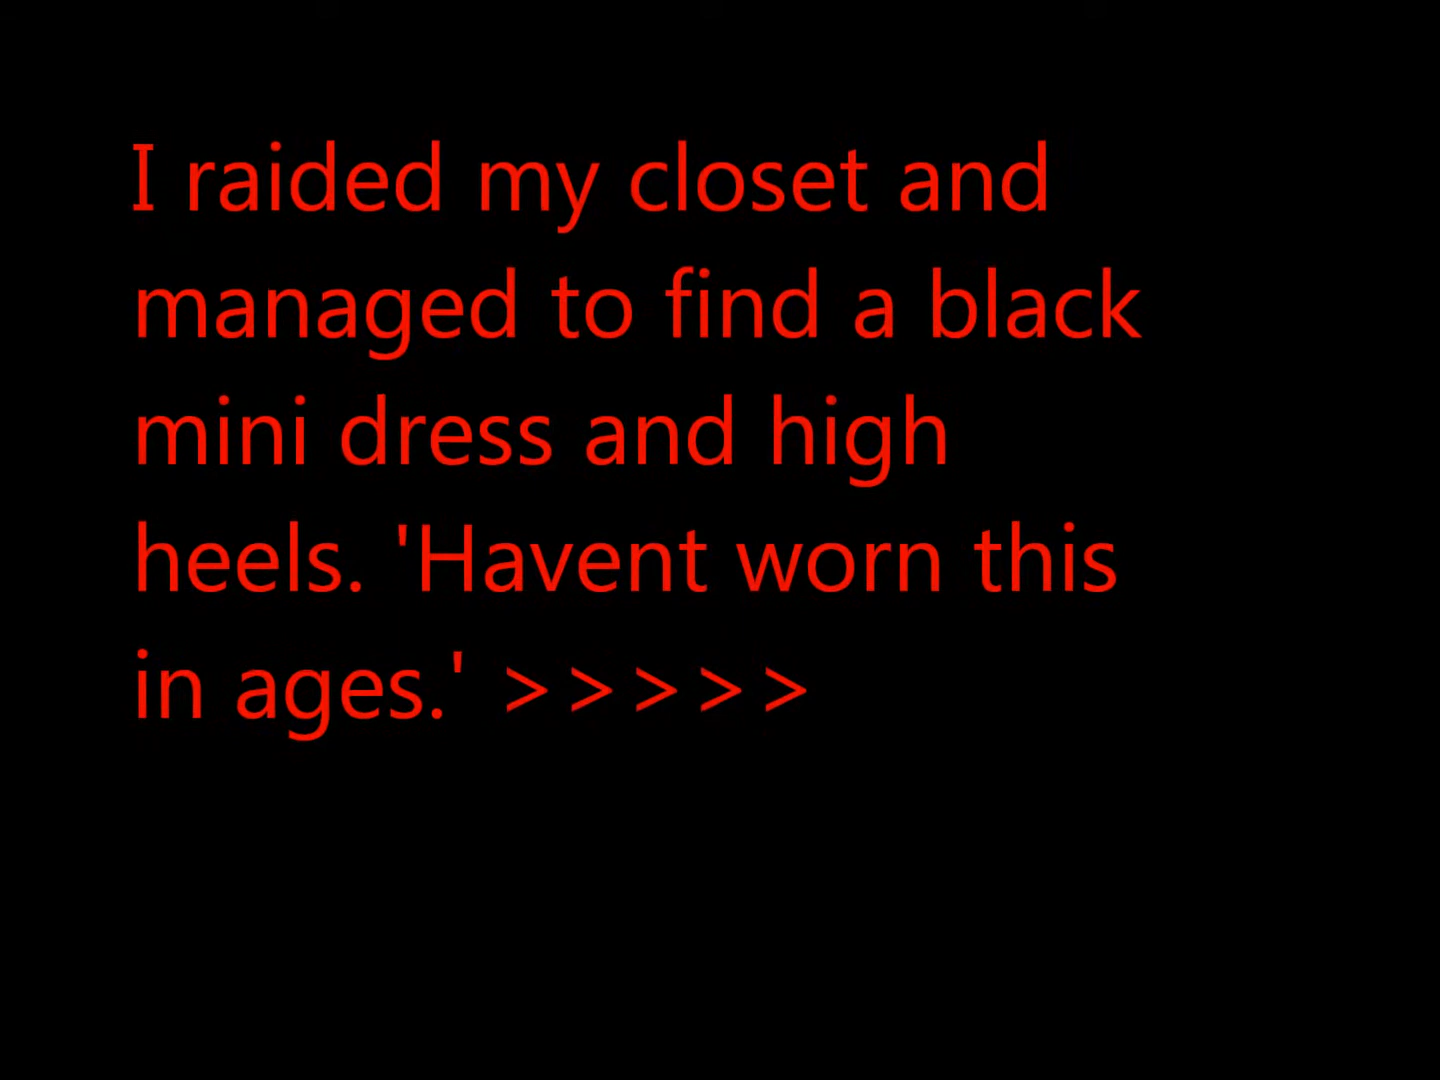 I raided my closet and
managed to find a black
mini dress and high
heels. 'Havent worn this
in ages.' >>>>>